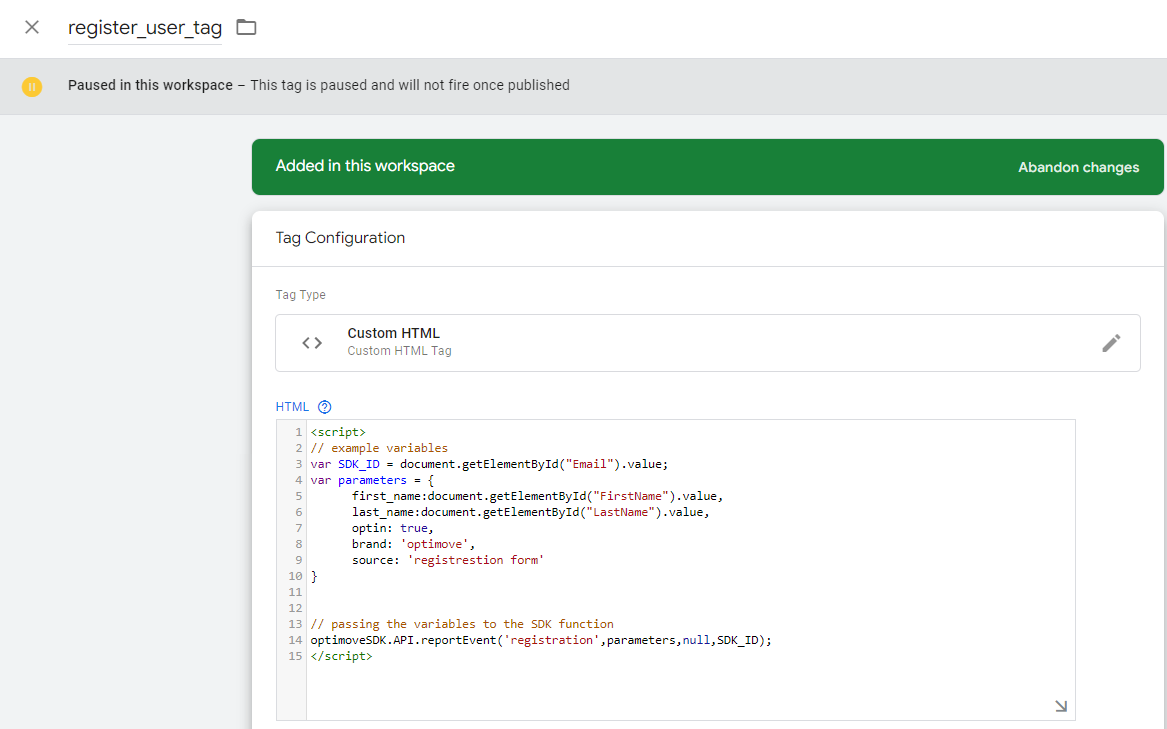 register_user_tag
Paused in this workspace – This tag is paused and will not fire once published
Added in this workspace
Abandon changes
Tag Configuration
Tag Type
Custom HTML
Custom HTML Tag
HTML
1 <script>
2 // example variables
3 var SDK_ID = document.getElementById("Email").value;
4 var parameters = {
5 first_name:document.getElementById("FirstName").value,
6 last_name:document.getElementById("LastName").value,
7 optin: true,
8 brand: 'optimove',
9 source: 'registrestion form'
10 }
11
12
13 // passing the variables to the SDK function
14 optimoveSDK.API.reportEvent('registration',parameters,null,SDK_ID);
15 </script>